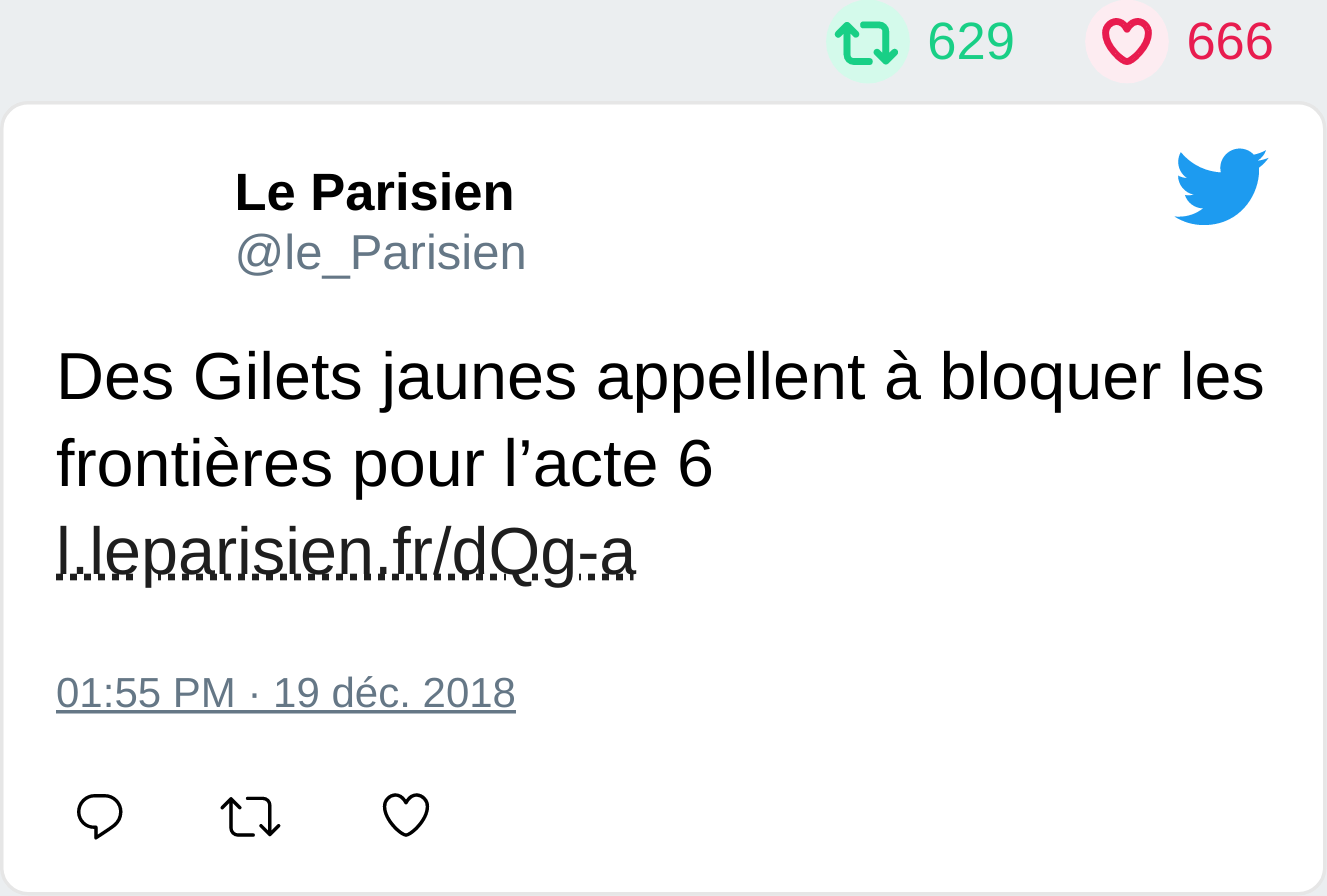 629 666
Le Parisien
@le_Parisien
Des Gilets jaunes appellent à bloquer les
frontières pour l’acte 6
l.leparisien.fr/dQg-a
01:55 PM · 19 déc. 2018